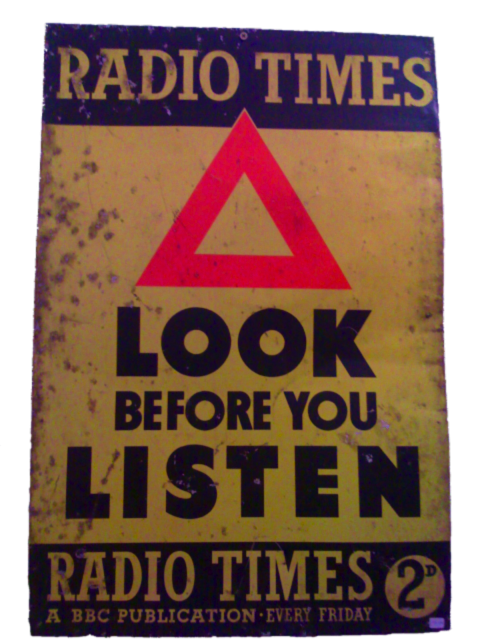 RADIO TIMES
LOOK
BEFORE YOU
LISTEN
RADIO TIMES 2D
A BBC PUBLICATION · EVERY FRIDAY